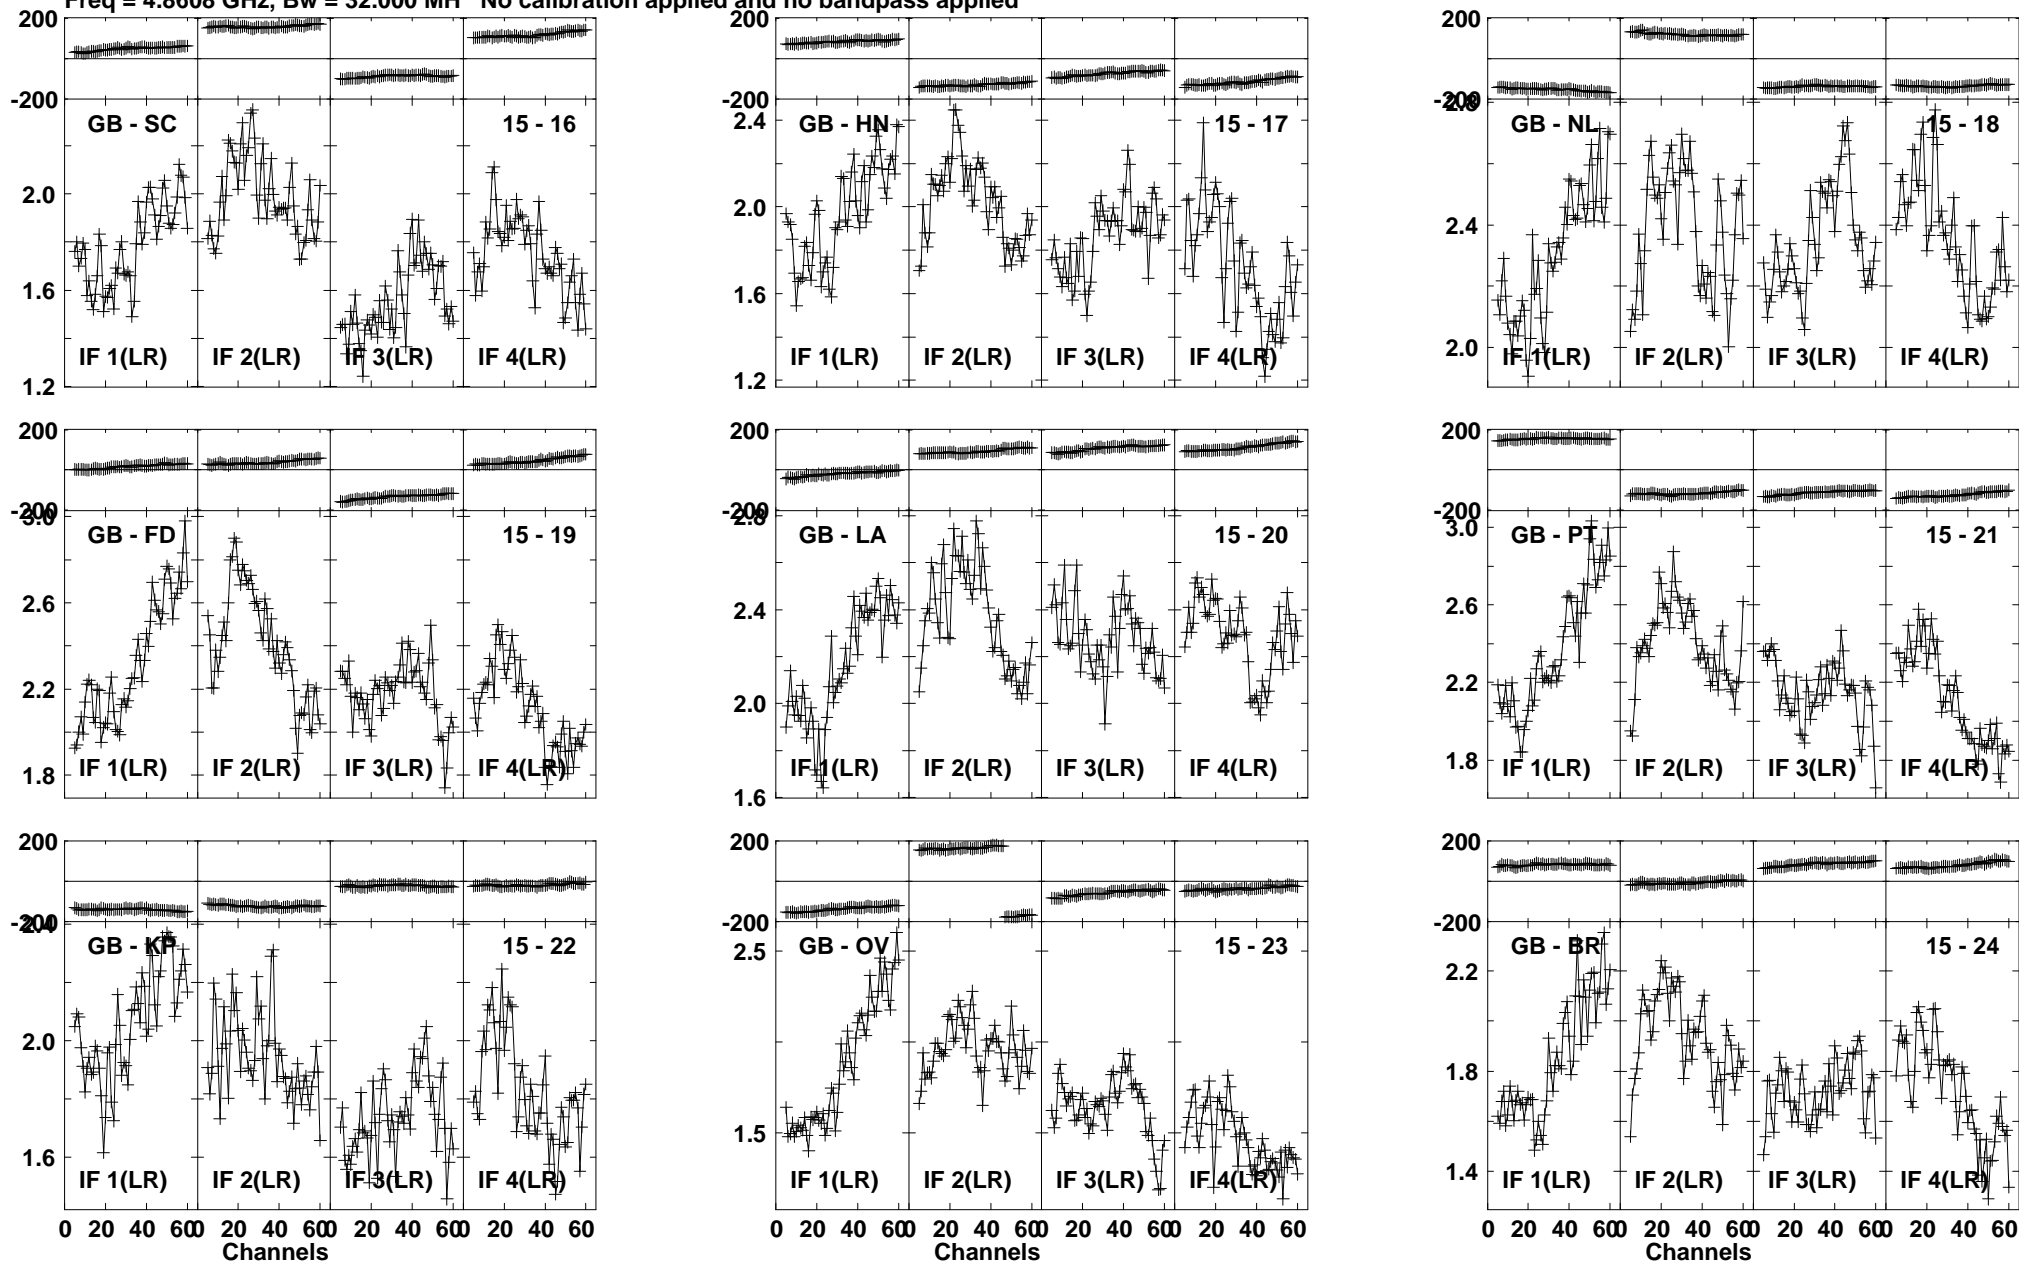 Freq = 4.8608 GHz, Bw = 32.000 MH No calibration applied and no bandpass applied
200 200 200
-200 -200 -200
GB - SC 15 - 16 GB - HN 15 - 17 GB - NL 15 - 18
2.8
2.4 2.4
2.0 2.0
1.6 1.6 2.0
IF 1(LR) IF 2(LR) IF 3(LR) IF 4(LR) IF 1(LR) IF 2(LR) IF 3(LR) IF 4(LR) IF 1(LR) IF 2(LR) IF 3(LR) IF 4(LR)
1.2 1.2
200 200 200
-200 -200 -200
3.0 2.8 3.0
GB - FD 15 - 19 GB - LA 15 - 20 GB - PT 15 - 21
2.6 2.4 2.6
2.2 2.0 2.2
1.8 1.8
IF 1(LR) IF 2(LR) IF 3(LR) IF 4(LR) IF 1(LR) IF 2(LR) IF 3(LR) IF 4(LR) IF 1(LR) IF 2(LR) IF 3(LR) IF 4(LR)
1.6
200 200 200
-200 -200 -200
2.4
GB - KP 15 - 22 GB - OV 15 - 23 GB - BR 15 - 24
2.5 2.2
2.0
1.8
1.6 1.5 1.4
IF 1(LR) IF 2(LR) IF 3(LR) IF 4(LR) IF 1(LR) IF 2(LR) IF 3(LR) IF 4(LR) IF 1(LR) IF 2(LR) IF 3(LR) IF 4(LR)
0 20 40 60 0 20 40 60 0 20 40 60 0 20 40 60 0 20 40 60 0 20 40 60 0 20 40 60 0 20 40 60 0 20 40 60 0 20 40 60 0 20 40 60 0 20 40 60
Channels Channels Channels